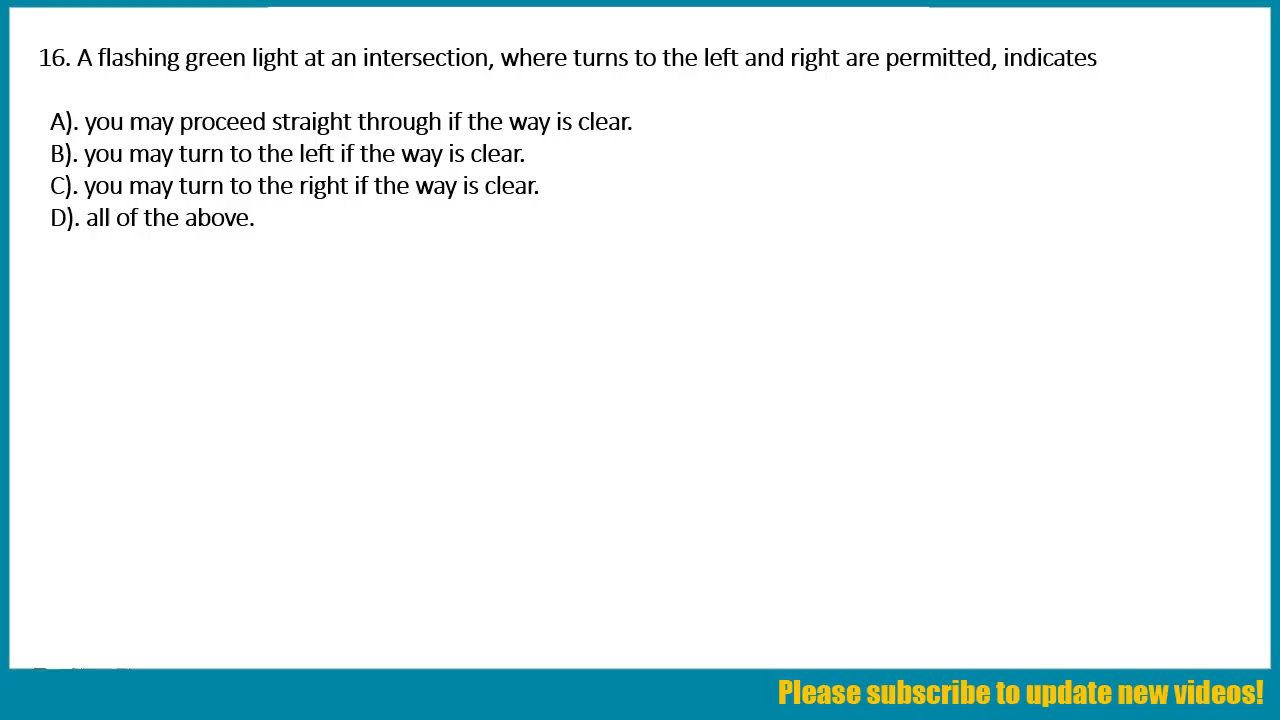 16. A flashing green light at an intersection, where turns to the left and right are permitted, indicates
A). you may proceed straight through if the way is clear.
B). you may turn to the left if the way is clear.
C). you may turn to the right if the way is clear.
D). all of the above.
Please subscribe to update new videos!